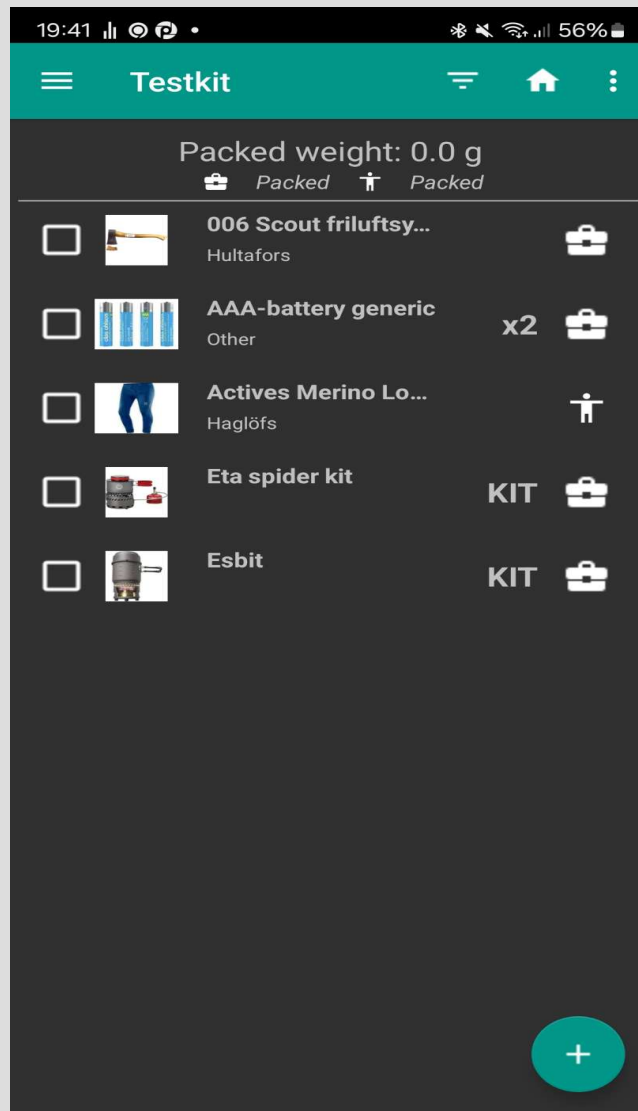 19:41 56%
Testkit
Packed weight: 0.0 g
Packed Packed
006 Scout friluftsy...
Hultafors
AAA-battery generic
Other
x2
Actives Merino Lo...
Haglöfs
Eta spider kit
KIT
Esbit
KIT
+